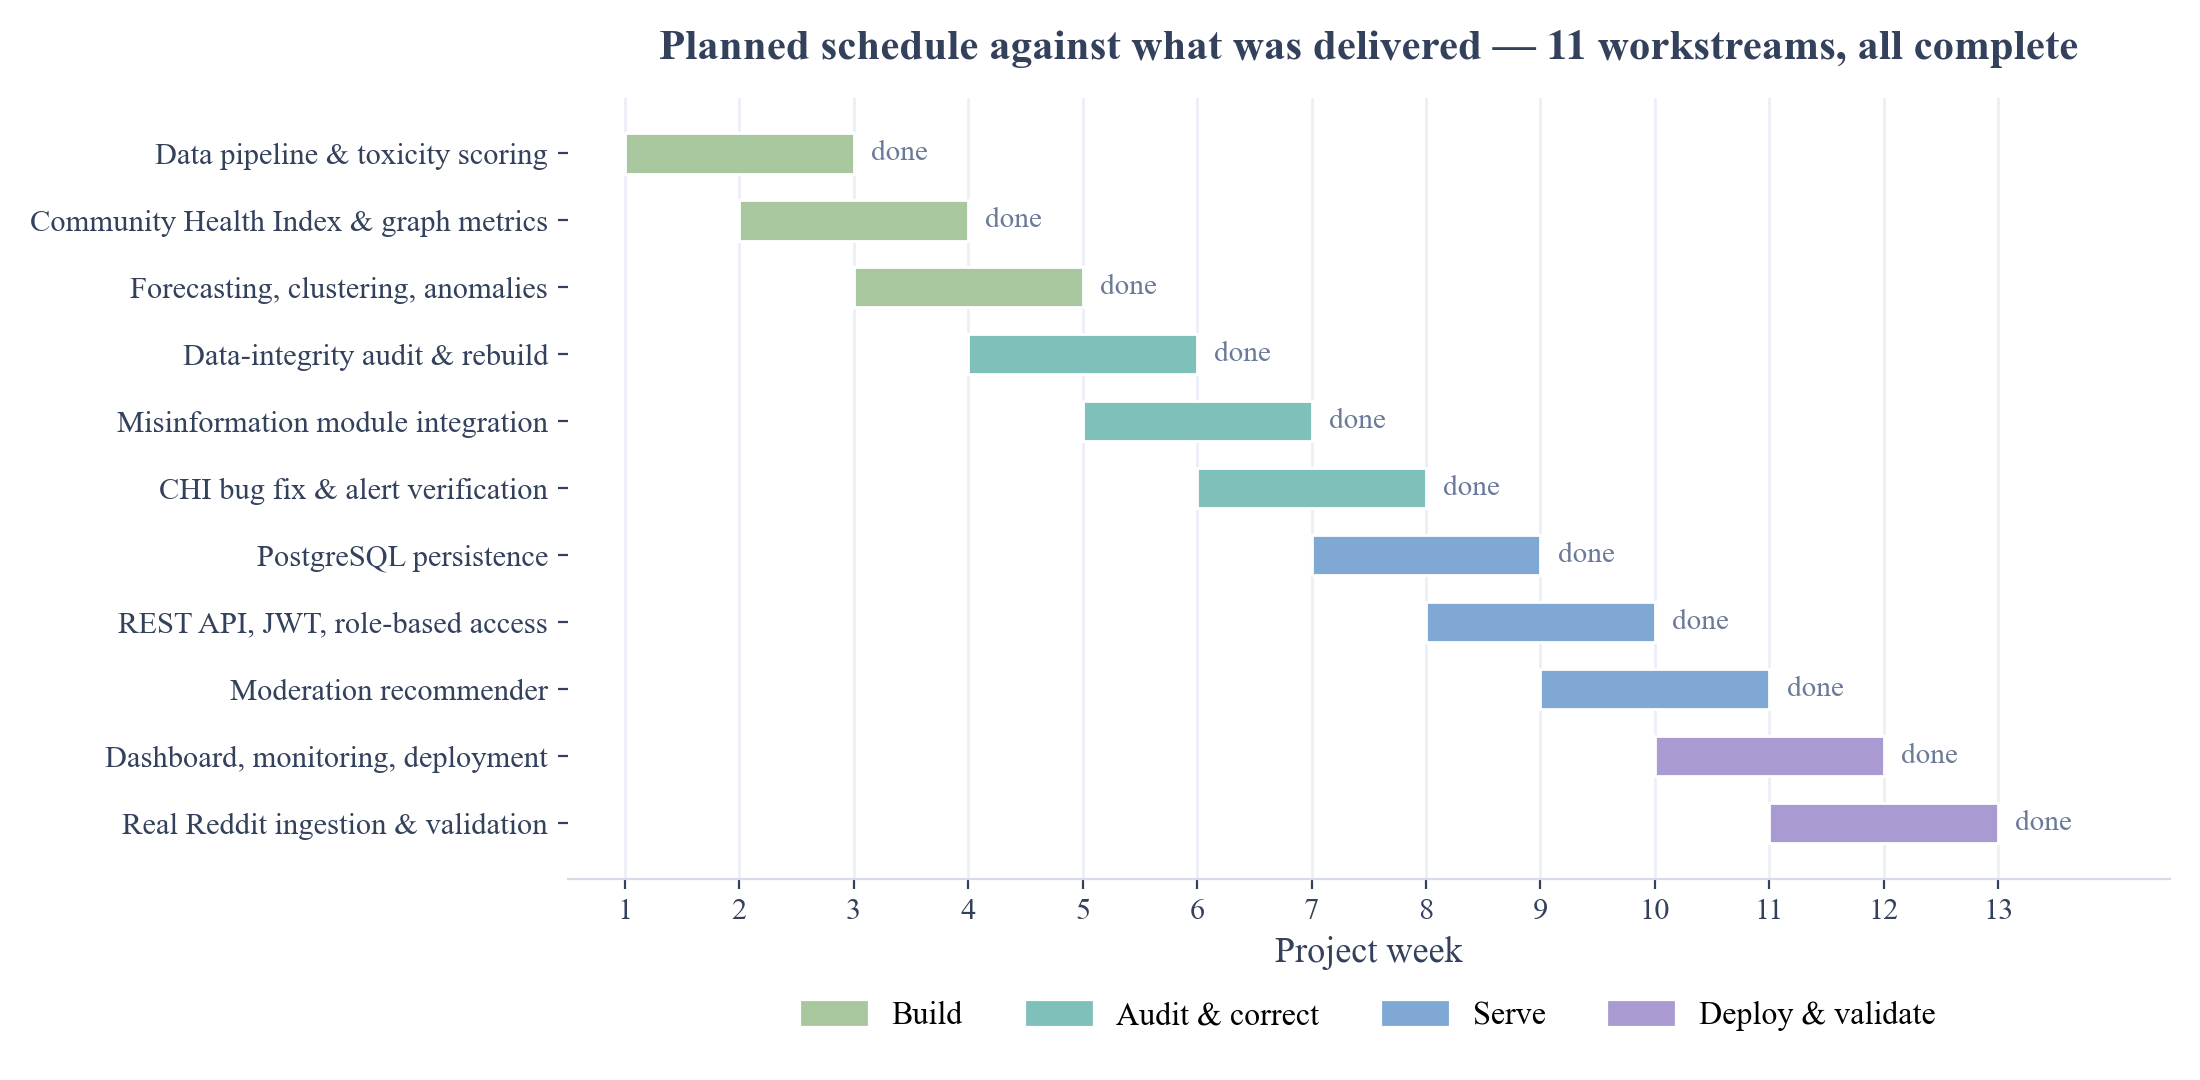 Planned schedule against what was delivered — 11 workstreams, all complete
Data pipeline & toxicity scoring
done
Community Health Index & graph metrics
done
Forecasting, clustering, anomalies
done
Data-integrity audit & rebuild
done
Misinformation module integration
done
CHI bug fix & alert verification
done
PostgreSQL persistence
done
REST API, JWT, role-based access
done
Moderation recommender
done
Dashboard, monitoring, deployment
done
Real Reddit ingestion & validation
done
1 2 3 4 5 6 7 8 9 10 11 12 13
Project week
Build Audit & correct Serve Deploy & validate